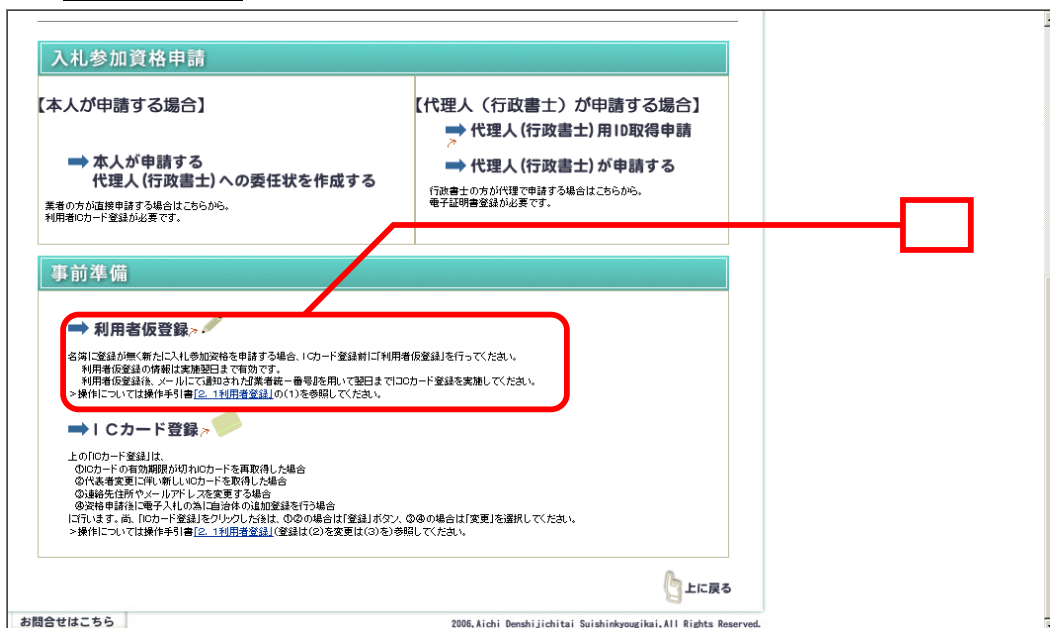 入札参加資格申請
【本人が申請する場合】
本人が申請する
代理人(行政書士)への委任状を作成する
業者の方が直接申請する場合はこちらから。
利用者ICカード登録が必要です。
【代理人（行政書士）が申請する場合】
代理人(行政書士)用ID取得申請
代理人(行政書士)が申請する
行政書士の方が代理で申請する場合はこちらから。
電子証明書登録が必要です。
事前準備
利用者仮登録
名簿に登録が無く新たに入札参加資格を申請する場合、ICカード登録前に「利用者仮登録」を行ってください。
利用者仮登録の情報は実施翌日まで有効です。
利用者仮登録後、メールにて通知された『業者統一番号』を用いて翌日までにICカード登録を実施してください。
>操作については操作手引書「2. 1利用者登録」の(1)を参照してください。
ICカード登録
上の「ICカード登録」は、
①ICカードの有効期限が切れICカードを再取得した場合
②代表者変更に伴い新しいICカードを取得した場合
③連絡先住所やメールアドレスを変更する場合
④資格申請後に電子入札の為に自治体の追加登録を行う場合
に行います。尚、「ICカード登録」をクリックした後は、①②の場合は「登録」ボタン、③④の場合は「変更」を選択してください。
>操作については操作手引書「2. 1利用者登録」(登録は(2)を変更は(3)を)参照してください。
上に戻る
お問合せはこちら
2006,Aichi Denshijichitai Suishinkyougikai,All Rights Reserved.